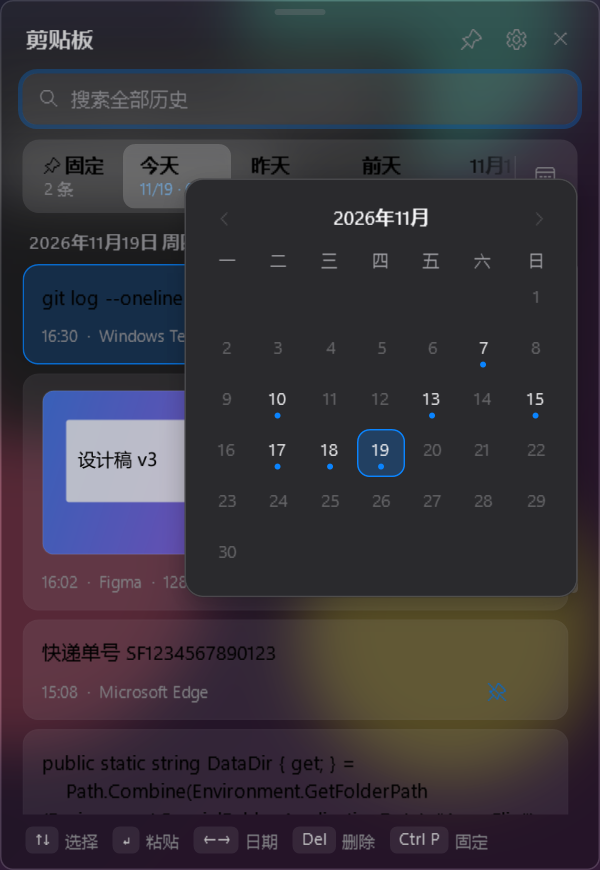 剪贴板
搜索全部历史
固定 今天 昨天 前天 11月1
2 条 11/19 ·
2026年11月19日 周四
git log --oneline
16:30 · Windows Te
设计稿 v3
16:02 · Figma · 128
2026年11月
一 二 三 四 五 六 日
1
2 3 4 5 6 7 8
9 10 11 12 13 14 15
16 17 18 19 20 21 22
23 24 25 26 27 28 29
30
快递单号 SF1234567890123
15:08 · Microsoft Edge
public static string DataDir { get; } =
Path.Combine(Environment.GetFolderPath
↑↓ 选择 ↲ 粘贴 ←→ 日期 Del 删除 Ctrl P 固定